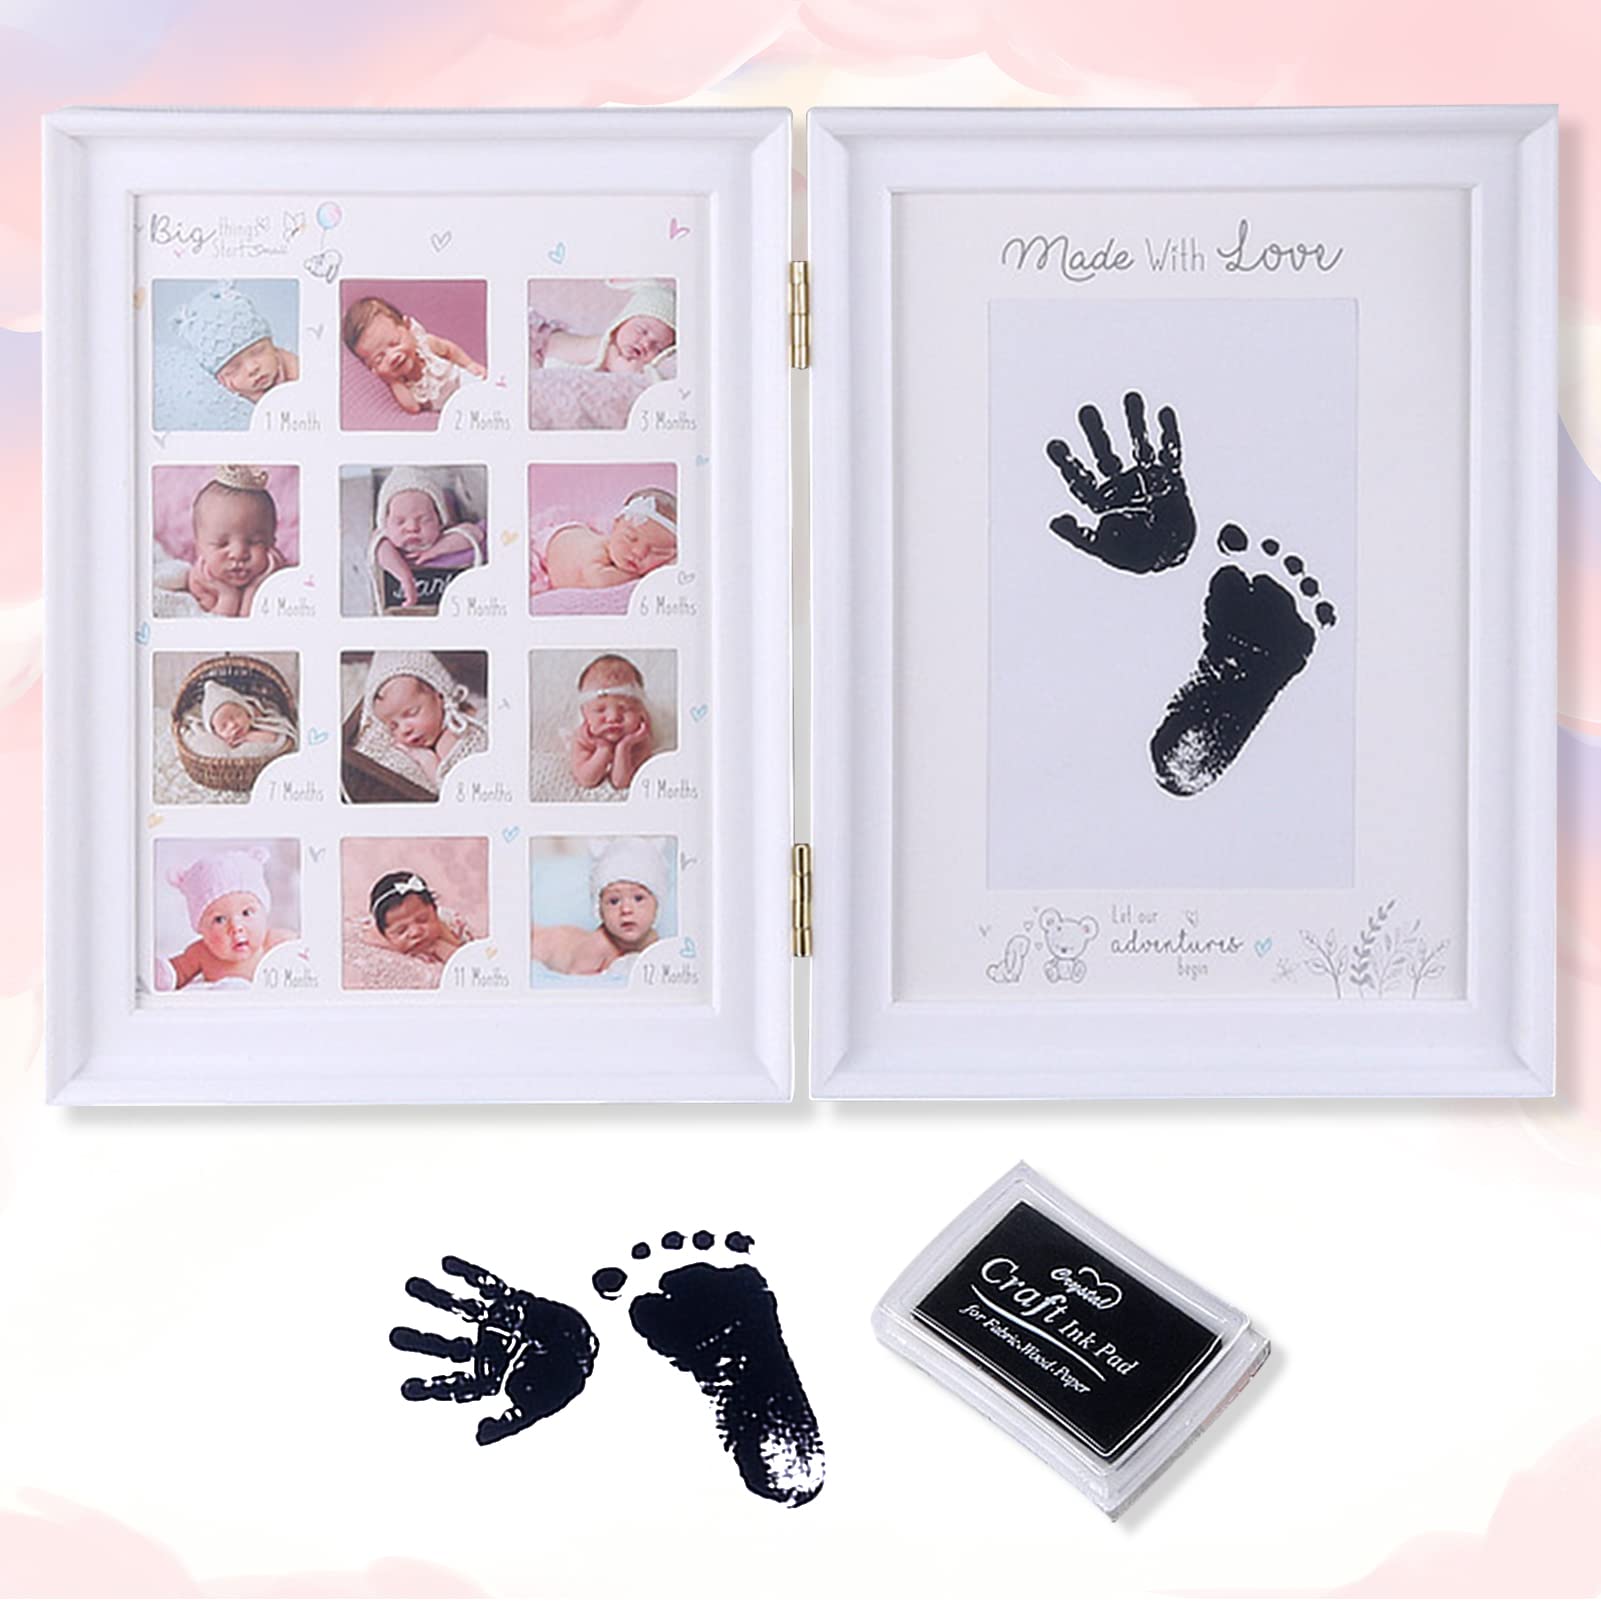 Big things
Start Small
1 Month
2 Months
3 Months
4 Months
5 Months
6 Months
7 Months
8 Months
9 Months
10 Months
11 Months
12 Months
Made With Love
Let our
adventures
begin
Crystal
Craft Ink Pad
for Fabric.Wood.Paper